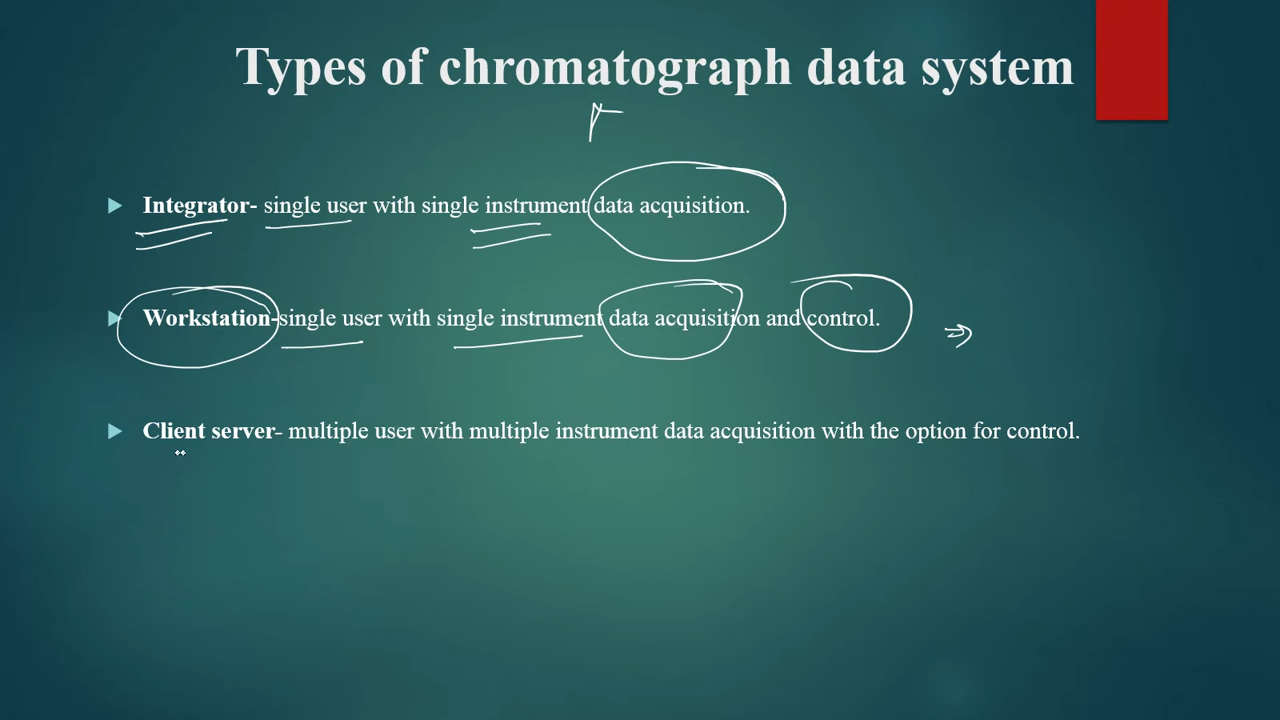 Types of chromatograph data system
Integrator- single user with single instrument data acquisition.
Workstation-single user with single instrument data acquisition and control.
Client server- multiple user with multiple instrument data acquisition with the option for control.